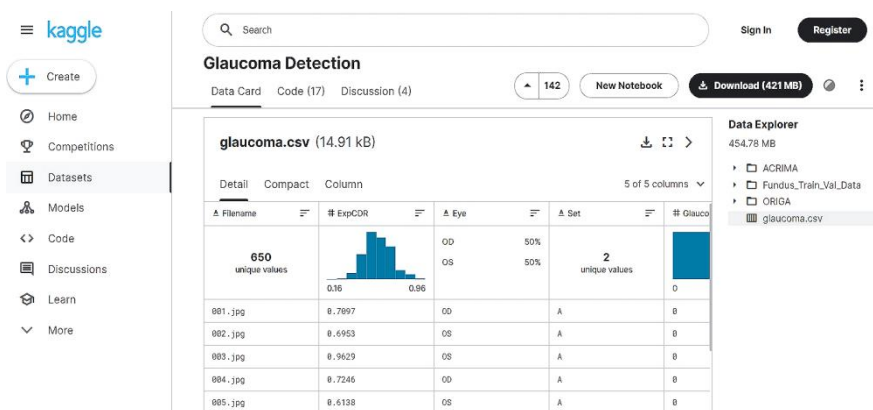 kaggle
Search
Sign In
Register
Create
Home
Competitions
Datasets
Models
Code
Discussions
Learn
More
Glaucoma Detection
Data Card Code (17) Discussion (4)
142
New Notebook
Download (421 MB)
glaucoma.csv (14.91 kB)
Detail Compact Column
5 of 5 columns
Filename # ExpCDR Eye Set # Glauco
650
unique values
0.16 0.96
OD 50%
OS 50%
2
unique values
0
001.jpg 0.7097 OD A 0
002.jpg 0.6953 OS A 0
003.jpg 0.9629 OS A 0
004.jpg 0.7246 OD A 0
005.jpg 0.6138 OS A 0
Data Explorer
454.78 MB
ACRIMA
Fundus_Train_Val_Data
ORIGA
glaucoma.csv